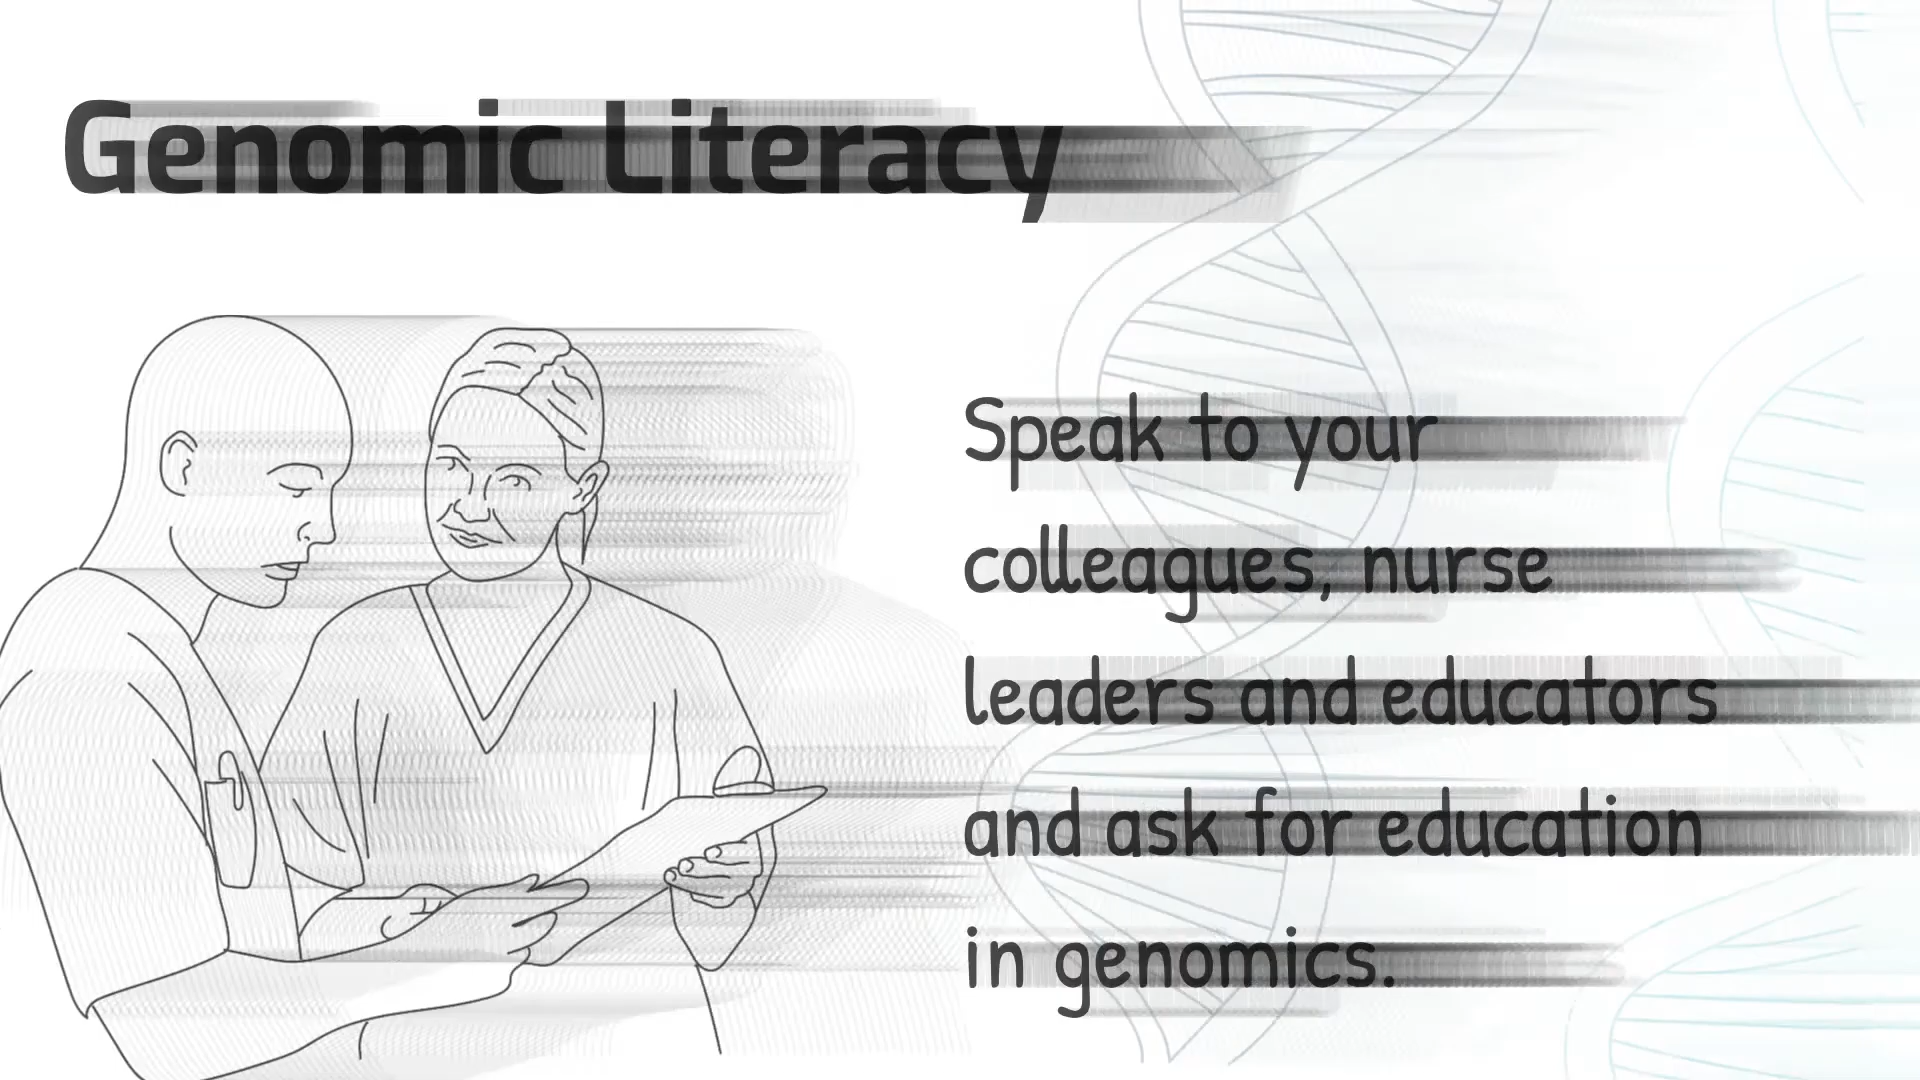 Genomic Literacy
Speak to your
colleagues, nurse
leaders and educators
and ask for education
in genomics.